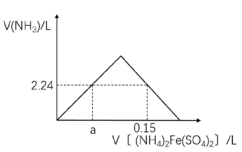 V(NH₃)/L
2.24
a
0.15
V〔 (NH₄)₂Fe(SO₄)₂〕/L